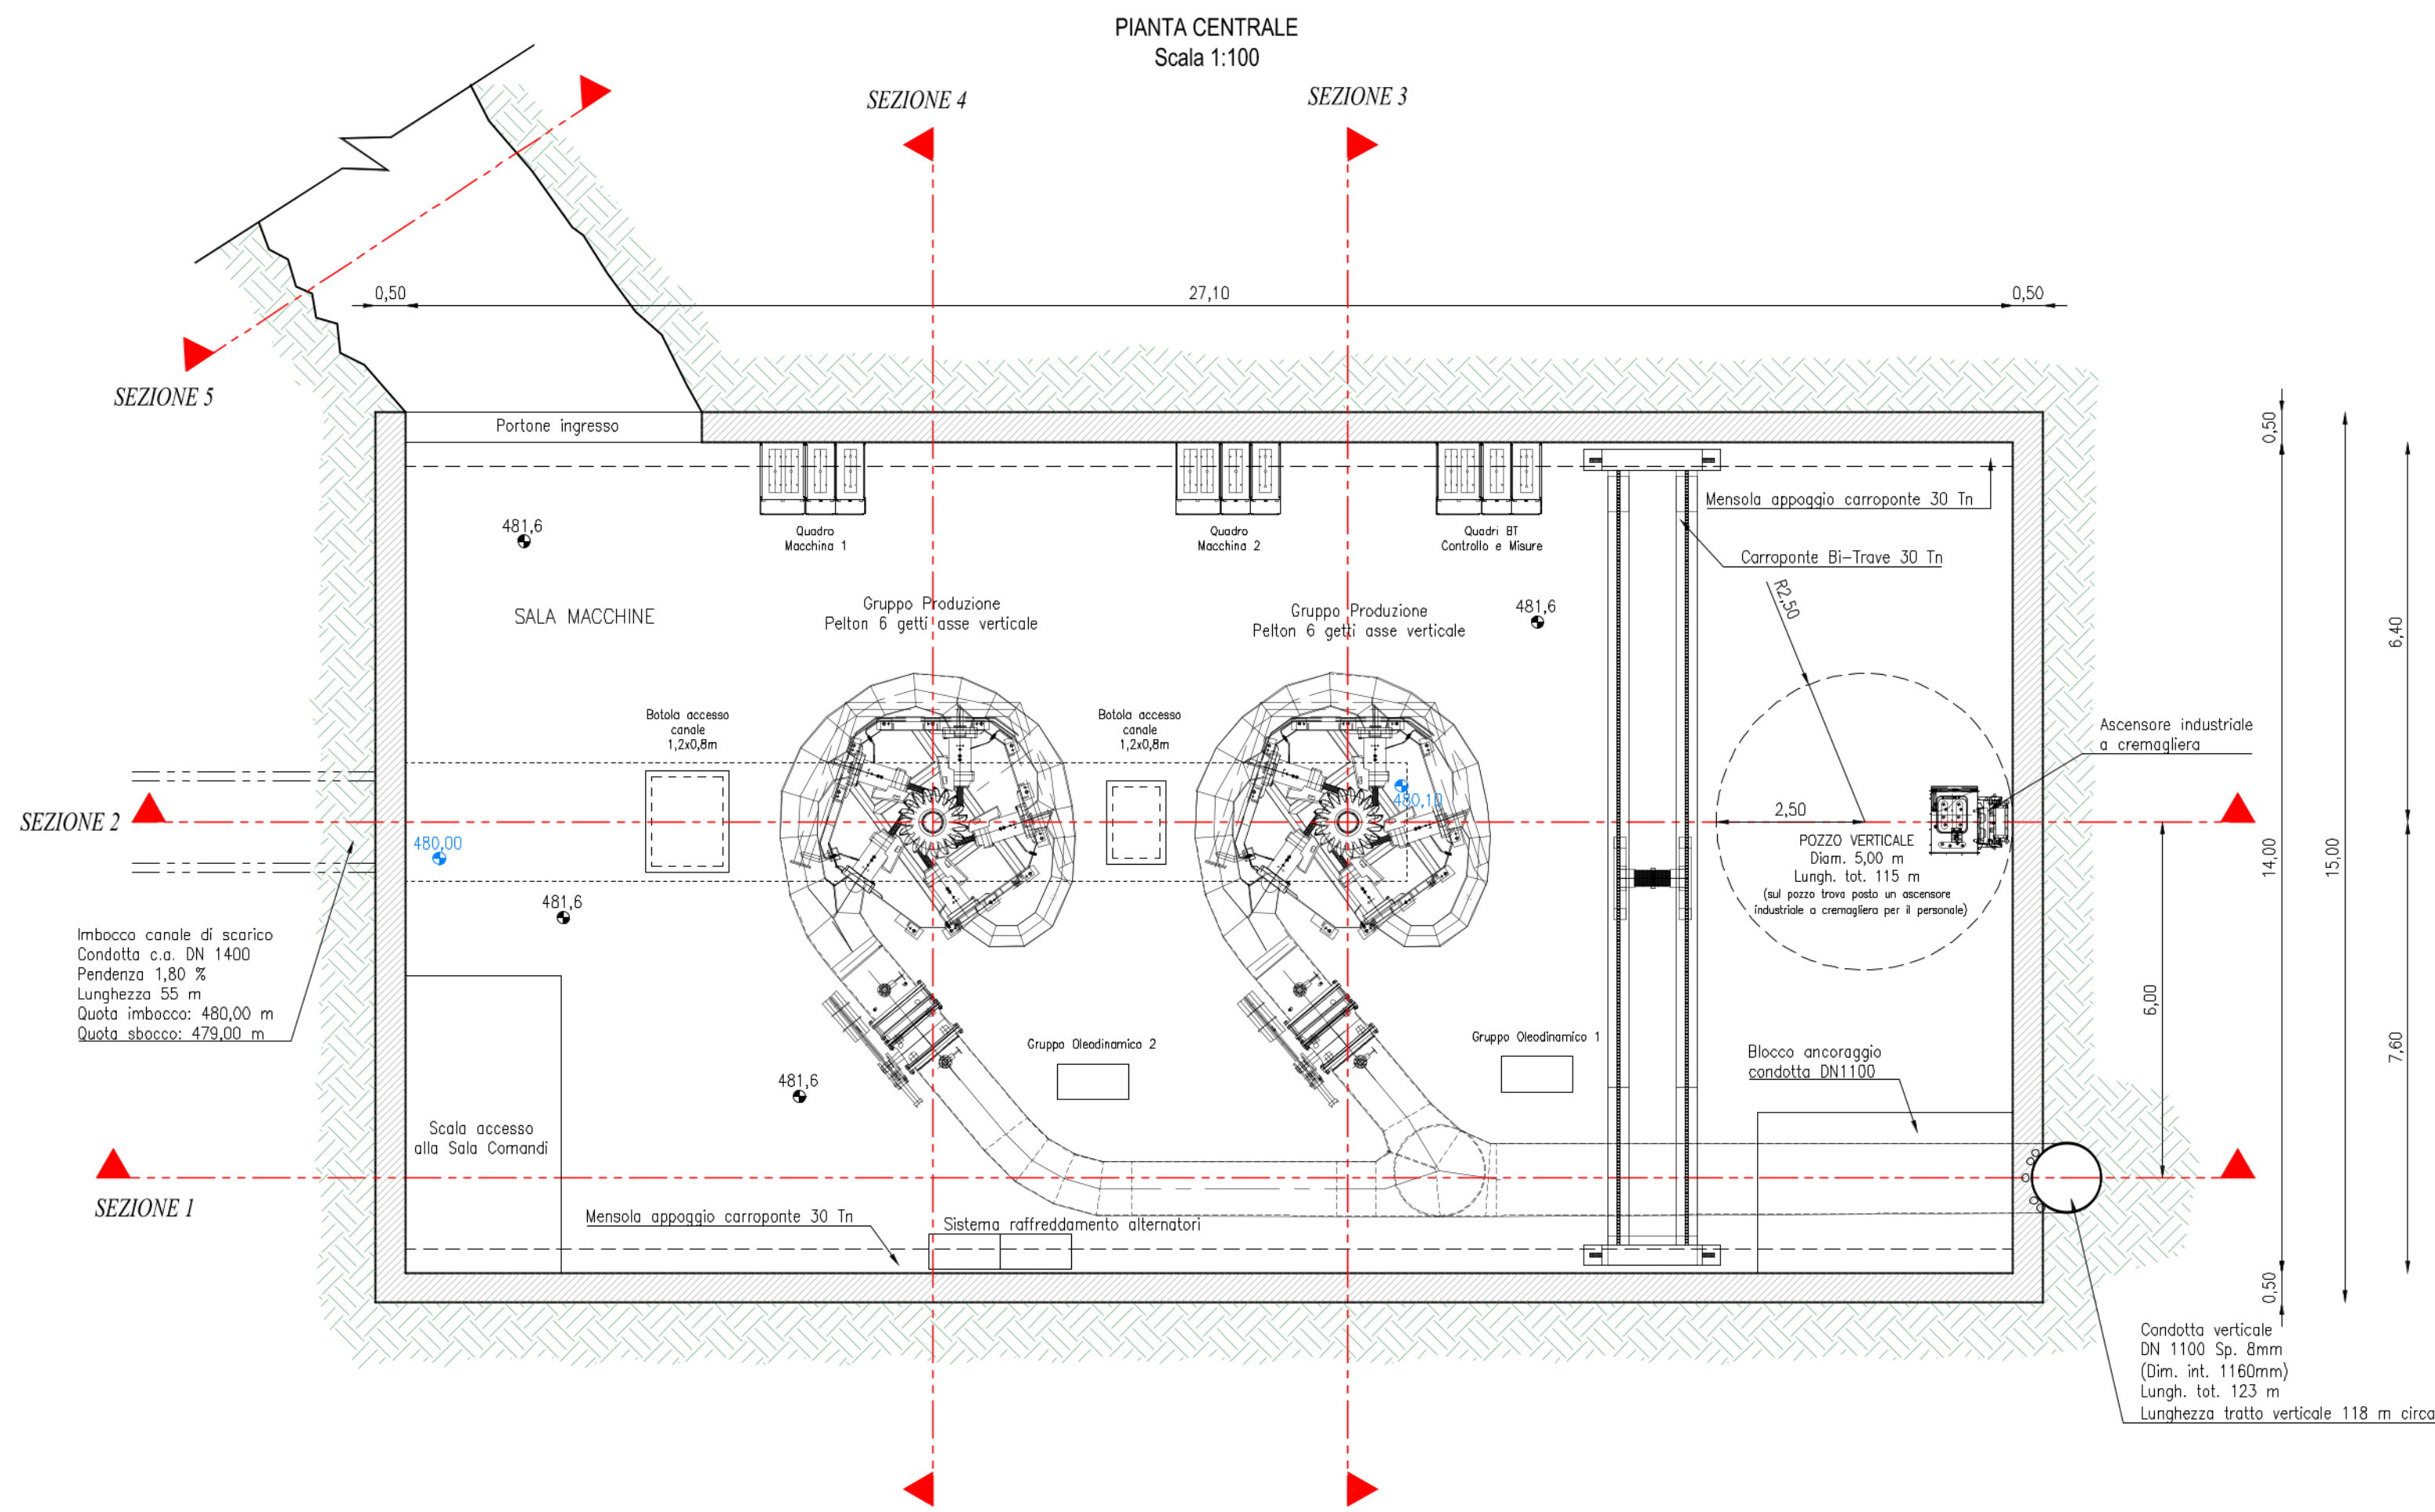 PIANTA CENTRALE
Scala 1:100
SEZIONE 4
SEZIONE 3
SEZIONE 5
0,50
27,10
0,50
Portone ingresso
0,50
Mensola appoggio carroponte 30 Tn
Quadro
Macchina 1
Quadro
Macchina 2
Quadri BT
Controllo e Misure
481,6
Carroponte Bi-Trave 30 Tn
R2,50
SALA MACCHINE
Gruppo Produzione
Pelton 6 getti asse verticale
Gruppo Produzione
Pelton 6 getti asse verticale
481,6
6,40
Botola accesso
canale
1,2x0,8m
Botola accesso
canale
1,2x0,8m
Ascensore industriale
a cremagliera
480,10
SEZIONE 2
480,00
2,50
POZZO VERTICALE
Diam. 5,00 m
Lungh. tot. 115 m
(sul pozzo trova posto un ascensore
industriale a cremagliera per il personale)
14,00
15,00
481,6
Imbocco canale di scarico
Condotta c.a. DN 1400
Pendenza 1,80 %
Lunghezza 55 m
Quota imbocco: 480,00 m
Quota sbocco: 479,00 m
6,00
7,60
Gruppo Oleodinamico 2
Gruppo Oleodinamico 1
Blocco ancoraggio
condotta DN1100
481,6
Scala accesso
alla Sala Comandi
SEZIONE 1
Mensola appoggio carroponte 30 Tn
Sistema raffreddamento alternatori
0,50
Condotta verticale
DN 1100 Sp. 8mm
(Dim. int. 1160mm)
Lungh. tot. 123 m
Lunghezza tratto verticale 118 m circa